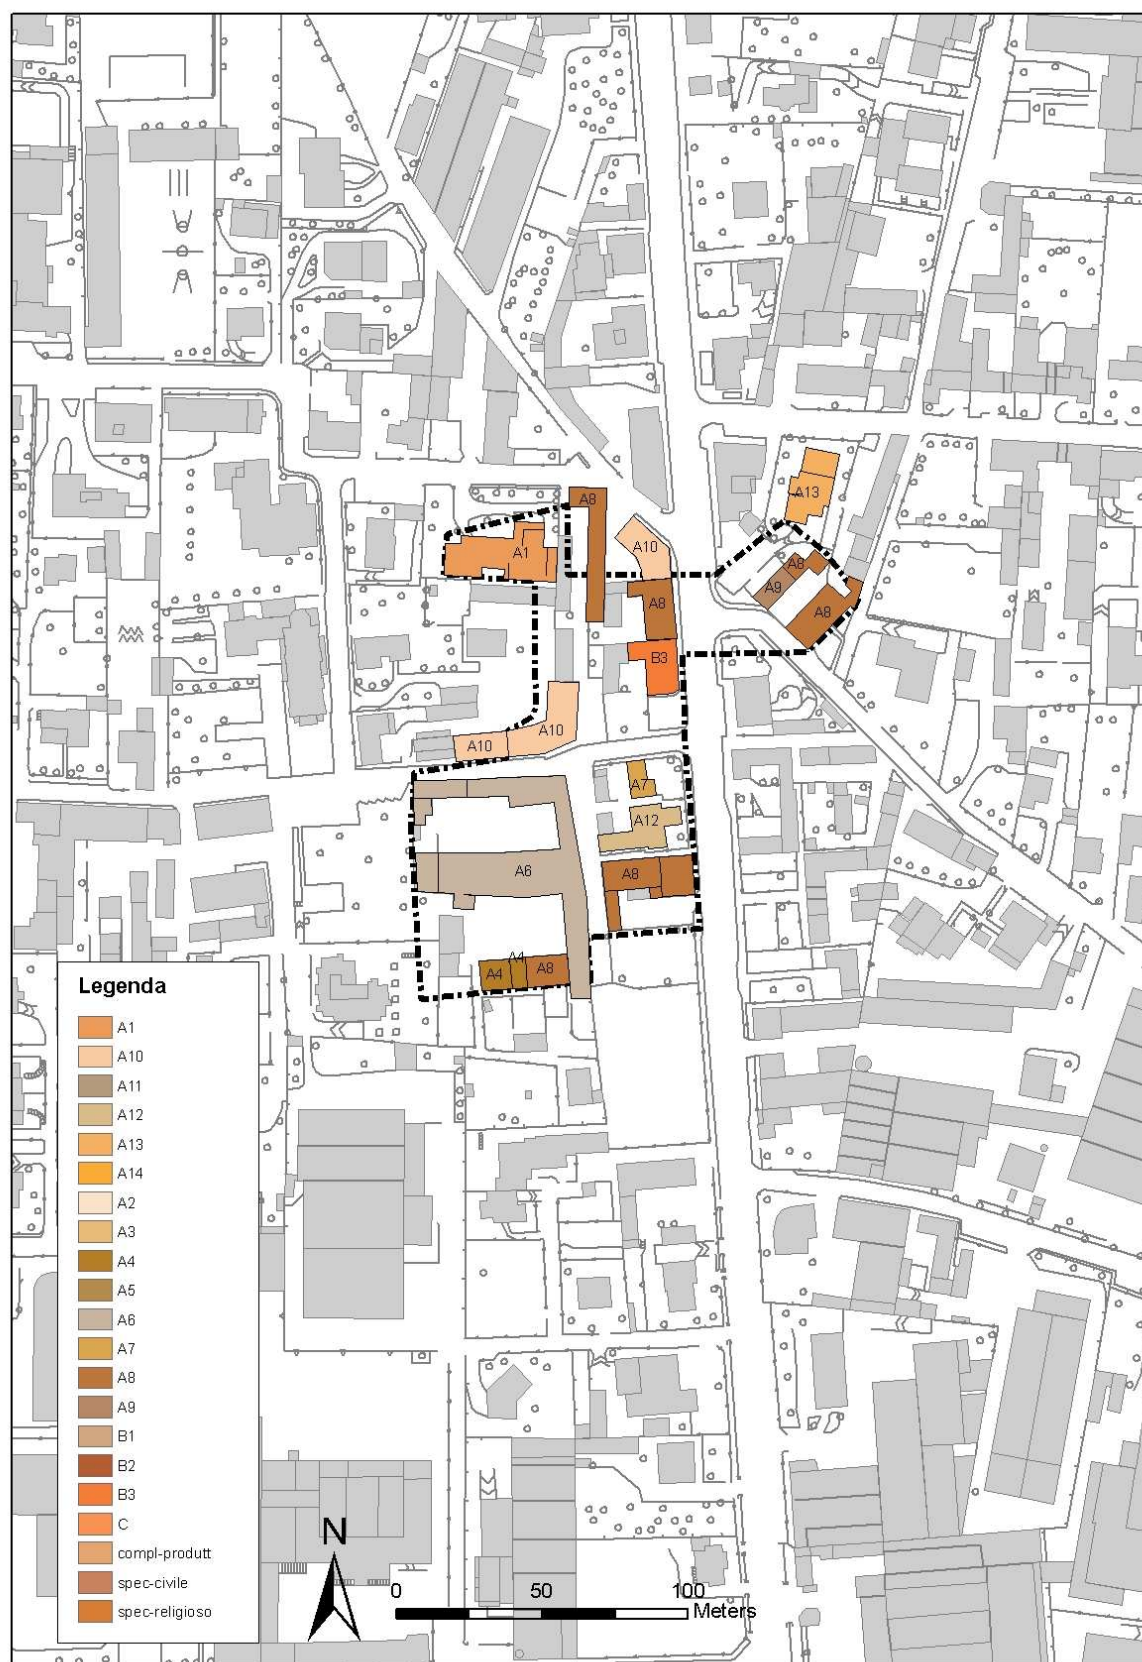 A8
A13
A10
A1
A8
A9
A8
A8
B3
A10
A10
A7
A12
A6
A8
A4
A4
A8
Legenda
A1
A10
A11
A12
A13
A14
A2
A3
A4
A5
A6
A7
A8
A9
B1
B2
B3
C
compl-produtt
spec-civile
spec-religioso
N
0 50 100
Meters